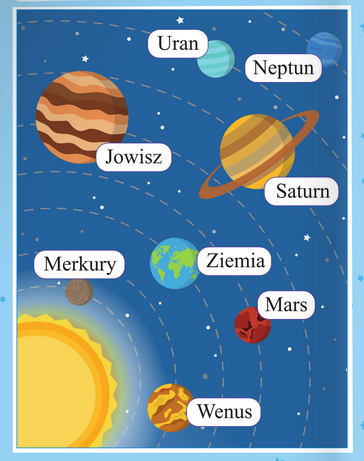 Uran
Neptun
Jowisz
Saturn
Merkury
Ziemia
Mars
Wenus